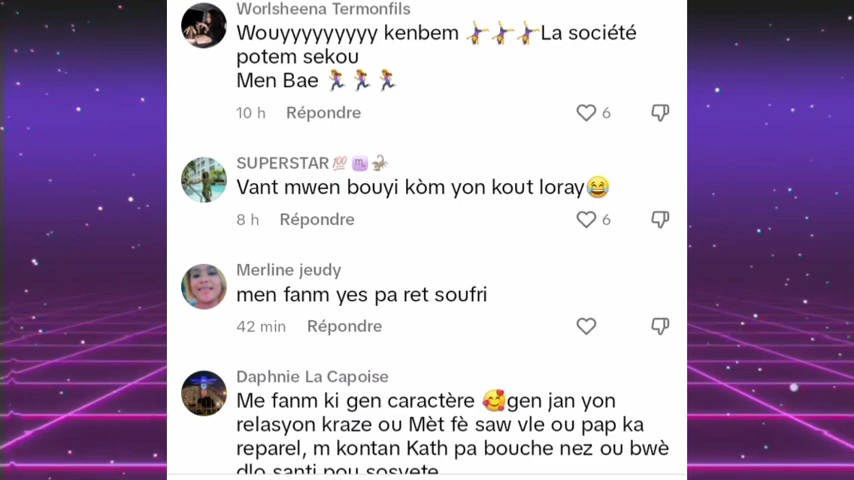 Worlsheena Termonfils
Wouyyyyyyyyy kenbem 🤸‍♀️🤸‍♀️🤸‍♀️La société
potem sekou
Men Bae 🏃‍♀️🏃‍♀️🏃‍♀️
10 h Répondre 6
SUPERSTAR💯♏🦂
Vant mwen bouyi kòm yon kout loray😂
8 h Répondre 6
Merline jeudy
men fanm yes pa ret soufri
42 min Répondre
Daphnie La Capoise
Me fanm ki gen caractère 🥰gen jan yon
relasyon kraze ou Mèt fè saw vle ou pap ka
reparel, m kontan Kath pa bouche nez ou bwè
dlo santi pou sosyete